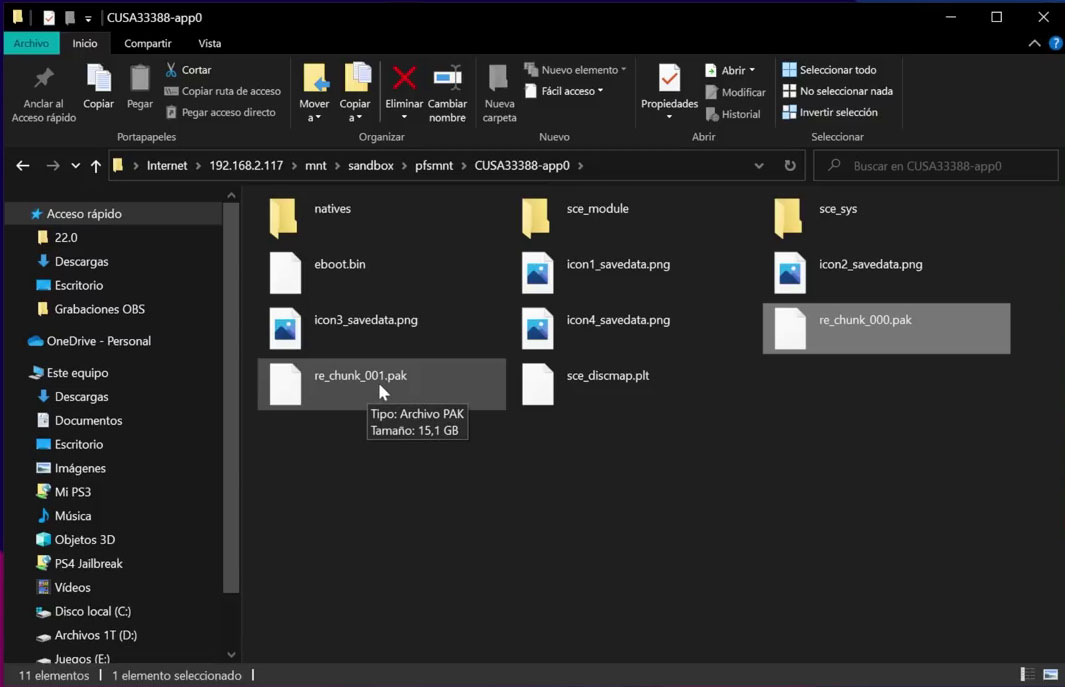 CUSA33388-app0
Archivo Inicio Compartir Vista
Anclar al
Acceso rápido
Copiar
Pegar
Cortar
Copiar ruta de acceso
Pegar acceso directo
Portapapeles
Mover
a
Copiar
a
Eliminar
Cambiar
nombre
Organizar
Nueva
carpeta
Nuevo elemento
Fácil acceso
Nuevo
Propiedades
Abrir
Modificar
Historial
Abrir
Seleccionar todo
No seleccionar nada
Invertir selección
Seleccionar
Internet > 192.168.2.117 > mnt > sandbox > pfsmnt > CUSA33388-app0 >
Buscar en CUSA33388-app0
Acceso rápido
22.0
Descargas
Escritorio
Grabaciones OBS
OneDrive - Personal
Este equipo
Descargas
Documentos
Escritorio
Imágenes
Mi PS3
Música
Objetos 3D
PS4 Jailbreak
Vídeos
Disco local (C:)
Archivos 1T (D:)
Juegos (E:)
natives
sce_module
sce_sys
eboot.bin
icon1_savedata.png
icon2_savedata.png
icon3_savedata.png
icon4_savedata.png
re_chunk_000.pak
re_chunk_001.pak
sce_discmap.plt
Tipo: Archivo PAK
Tamaño: 15,1 GB
11 elementos
1 elemento seleccionado